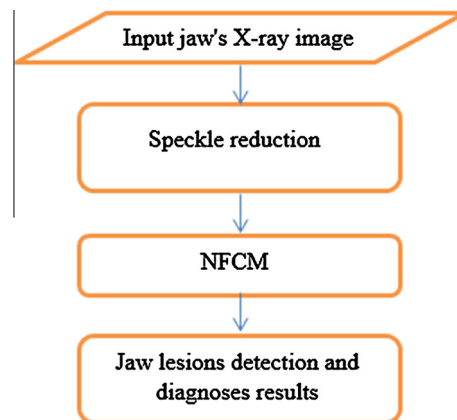 Input jaw's X-ray image
Speckle reduction
NFCM
Jaw lesions detection and
diagnoses results